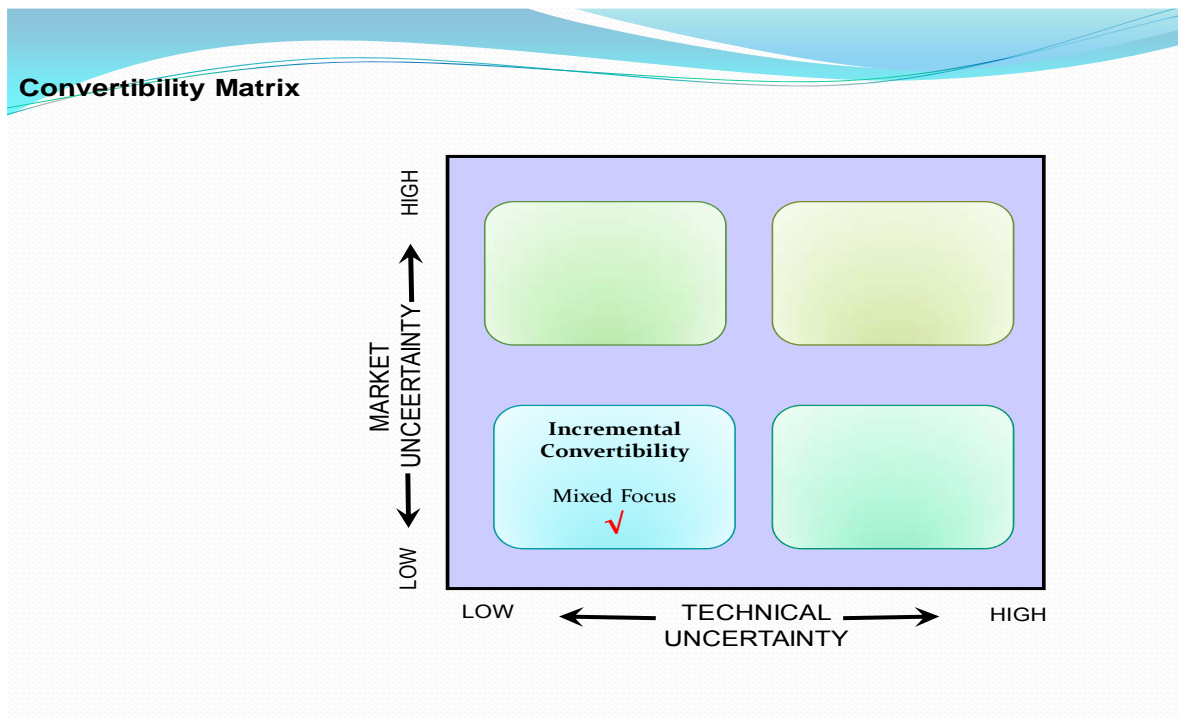 Convertibility Matrix
HIGH
MARKET
UNCEERTAINTY
LOW
Incremental
Convertibility
Mixed Focus
√
LOW
TECHNICAL
UNCERTAINTY
HIGH